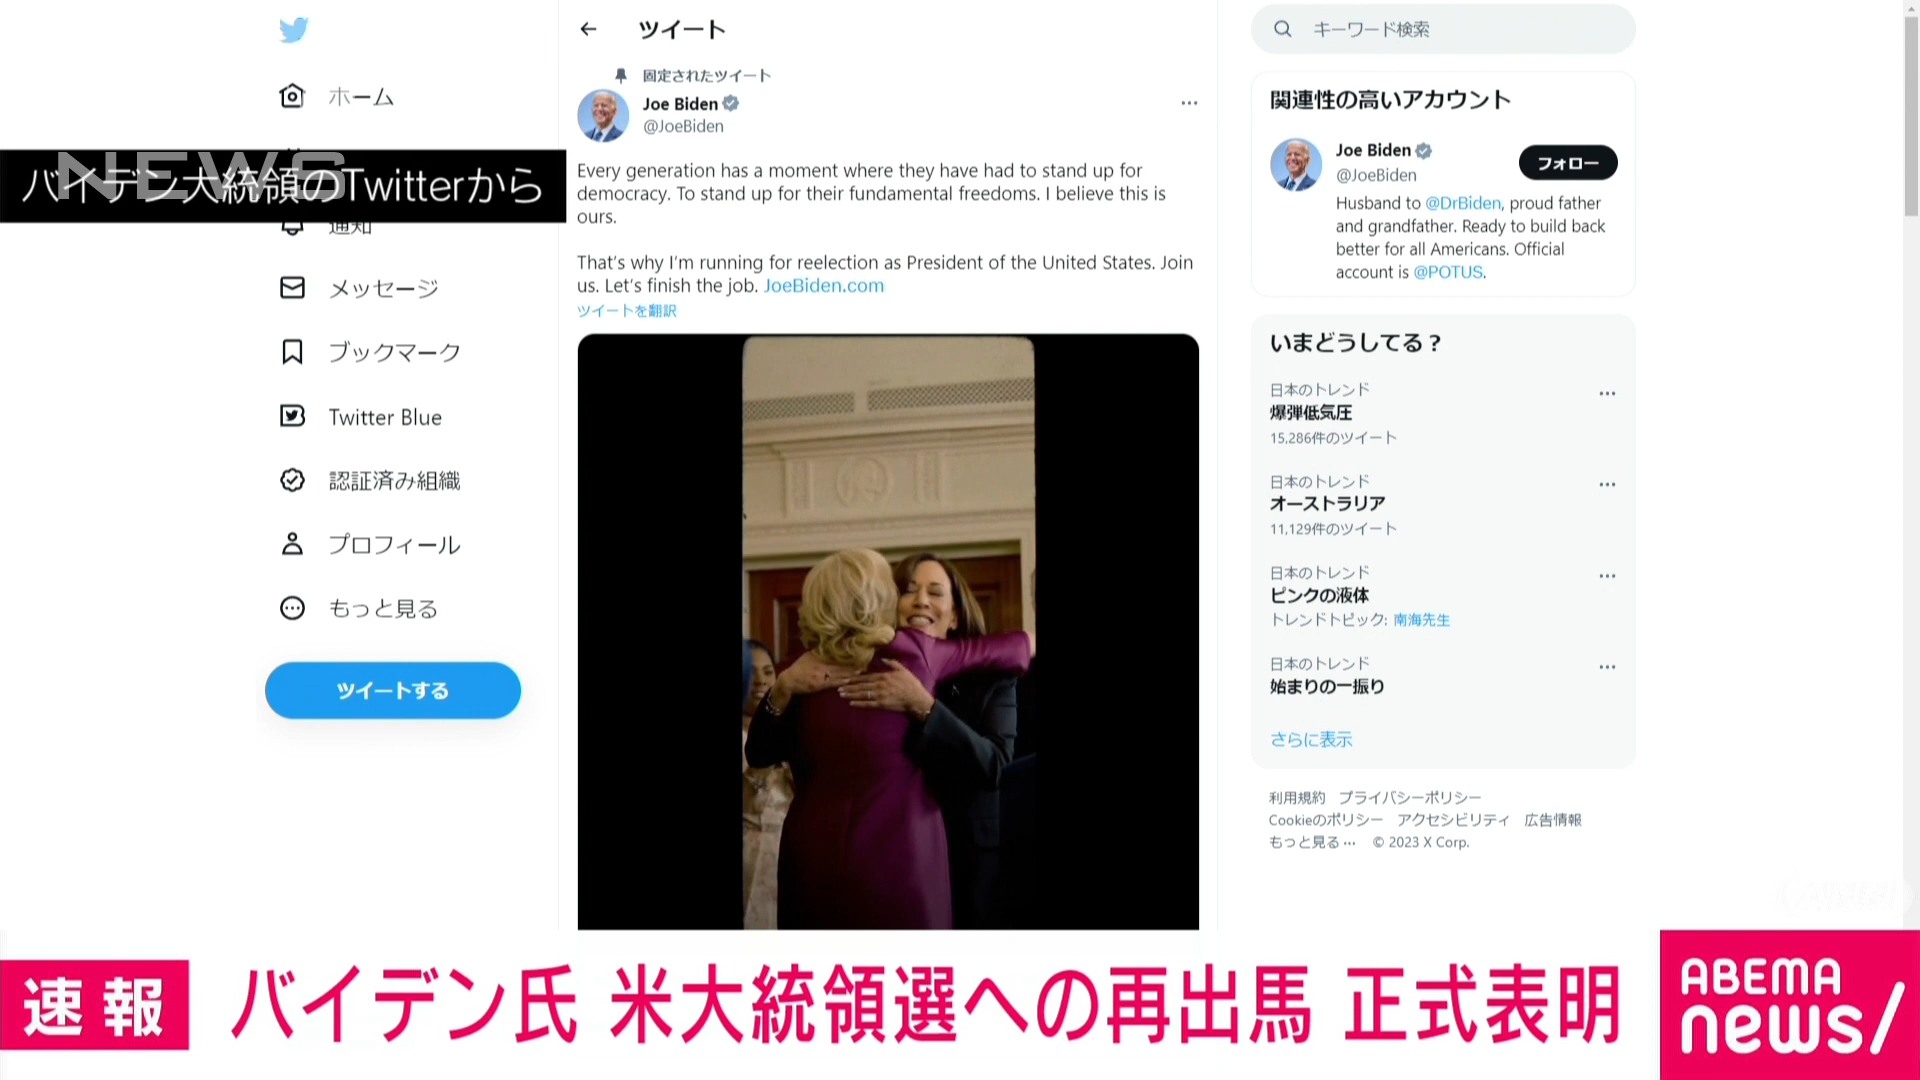 ホーム
NEWS
バイデン大統領のTwitterから
通知
メッセージ
ブックマーク
Twitter Blue
認証済み組織
プロフィール
もっと見る
ツイートする
ツイート
固定されたツイート
Joe Biden
@JoeBiden
Every generation has a moment where they have had to stand up for
democracy. To stand up for their fundamental freedoms. I believe this is
ours.
That’s why I’m running for reelection as President of the United States. Join
us. Let’s finish the job. JoeBiden.com
ツイートを翻訳
キーワード検索
関連性の高いアカウント
Joe Biden
@JoeBiden
フォロー
Husband to @DrBiden, proud father
and grandfather. Ready to build back
better for all Americans. Official
account is @POTUS.
いまどうしてる？
日本のトレンド
爆弾低気圧
15,286件のツイート
日本のトレンド
オーストラリア
11,129件のツイート
日本のトレンド
ピンクの液体
トレンドトピック: 南海先生
日本のトレンド
始まりの一振り
さらに表示
利用規約 プライバシーポリシー
Cookieのポリシー アクセシビリティ 広告情報
もっと見る … © 2023 X Corp.
速報
バイデン氏 米大統領選への再出馬 正式表明
ABEMA
news/